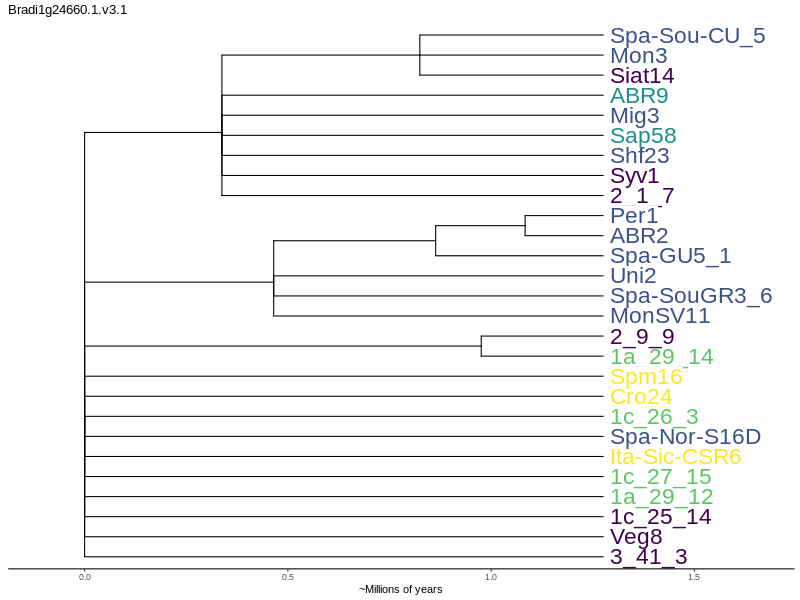 Bradi1g24660.1.v3.1
Spa-Sou-CU_5
Mon3
Siat14
ABR9
Mig3
Sap58
Shf23
Syv1
2_1_7
Per1
ABR2
Spa-GU5_1
Uni2
Spa-SouGR3_6
MonSV11
2_9_9
1a_29_14
Spm16
Cro24
1c_26_3
Spa-Nor-S16D
Ita-Sic-CSR6
1c_27_15
1a_29_12
1c_25_14
Veg8
3_41_3
0.0 0.5 1.0 1.5
~Millions of years